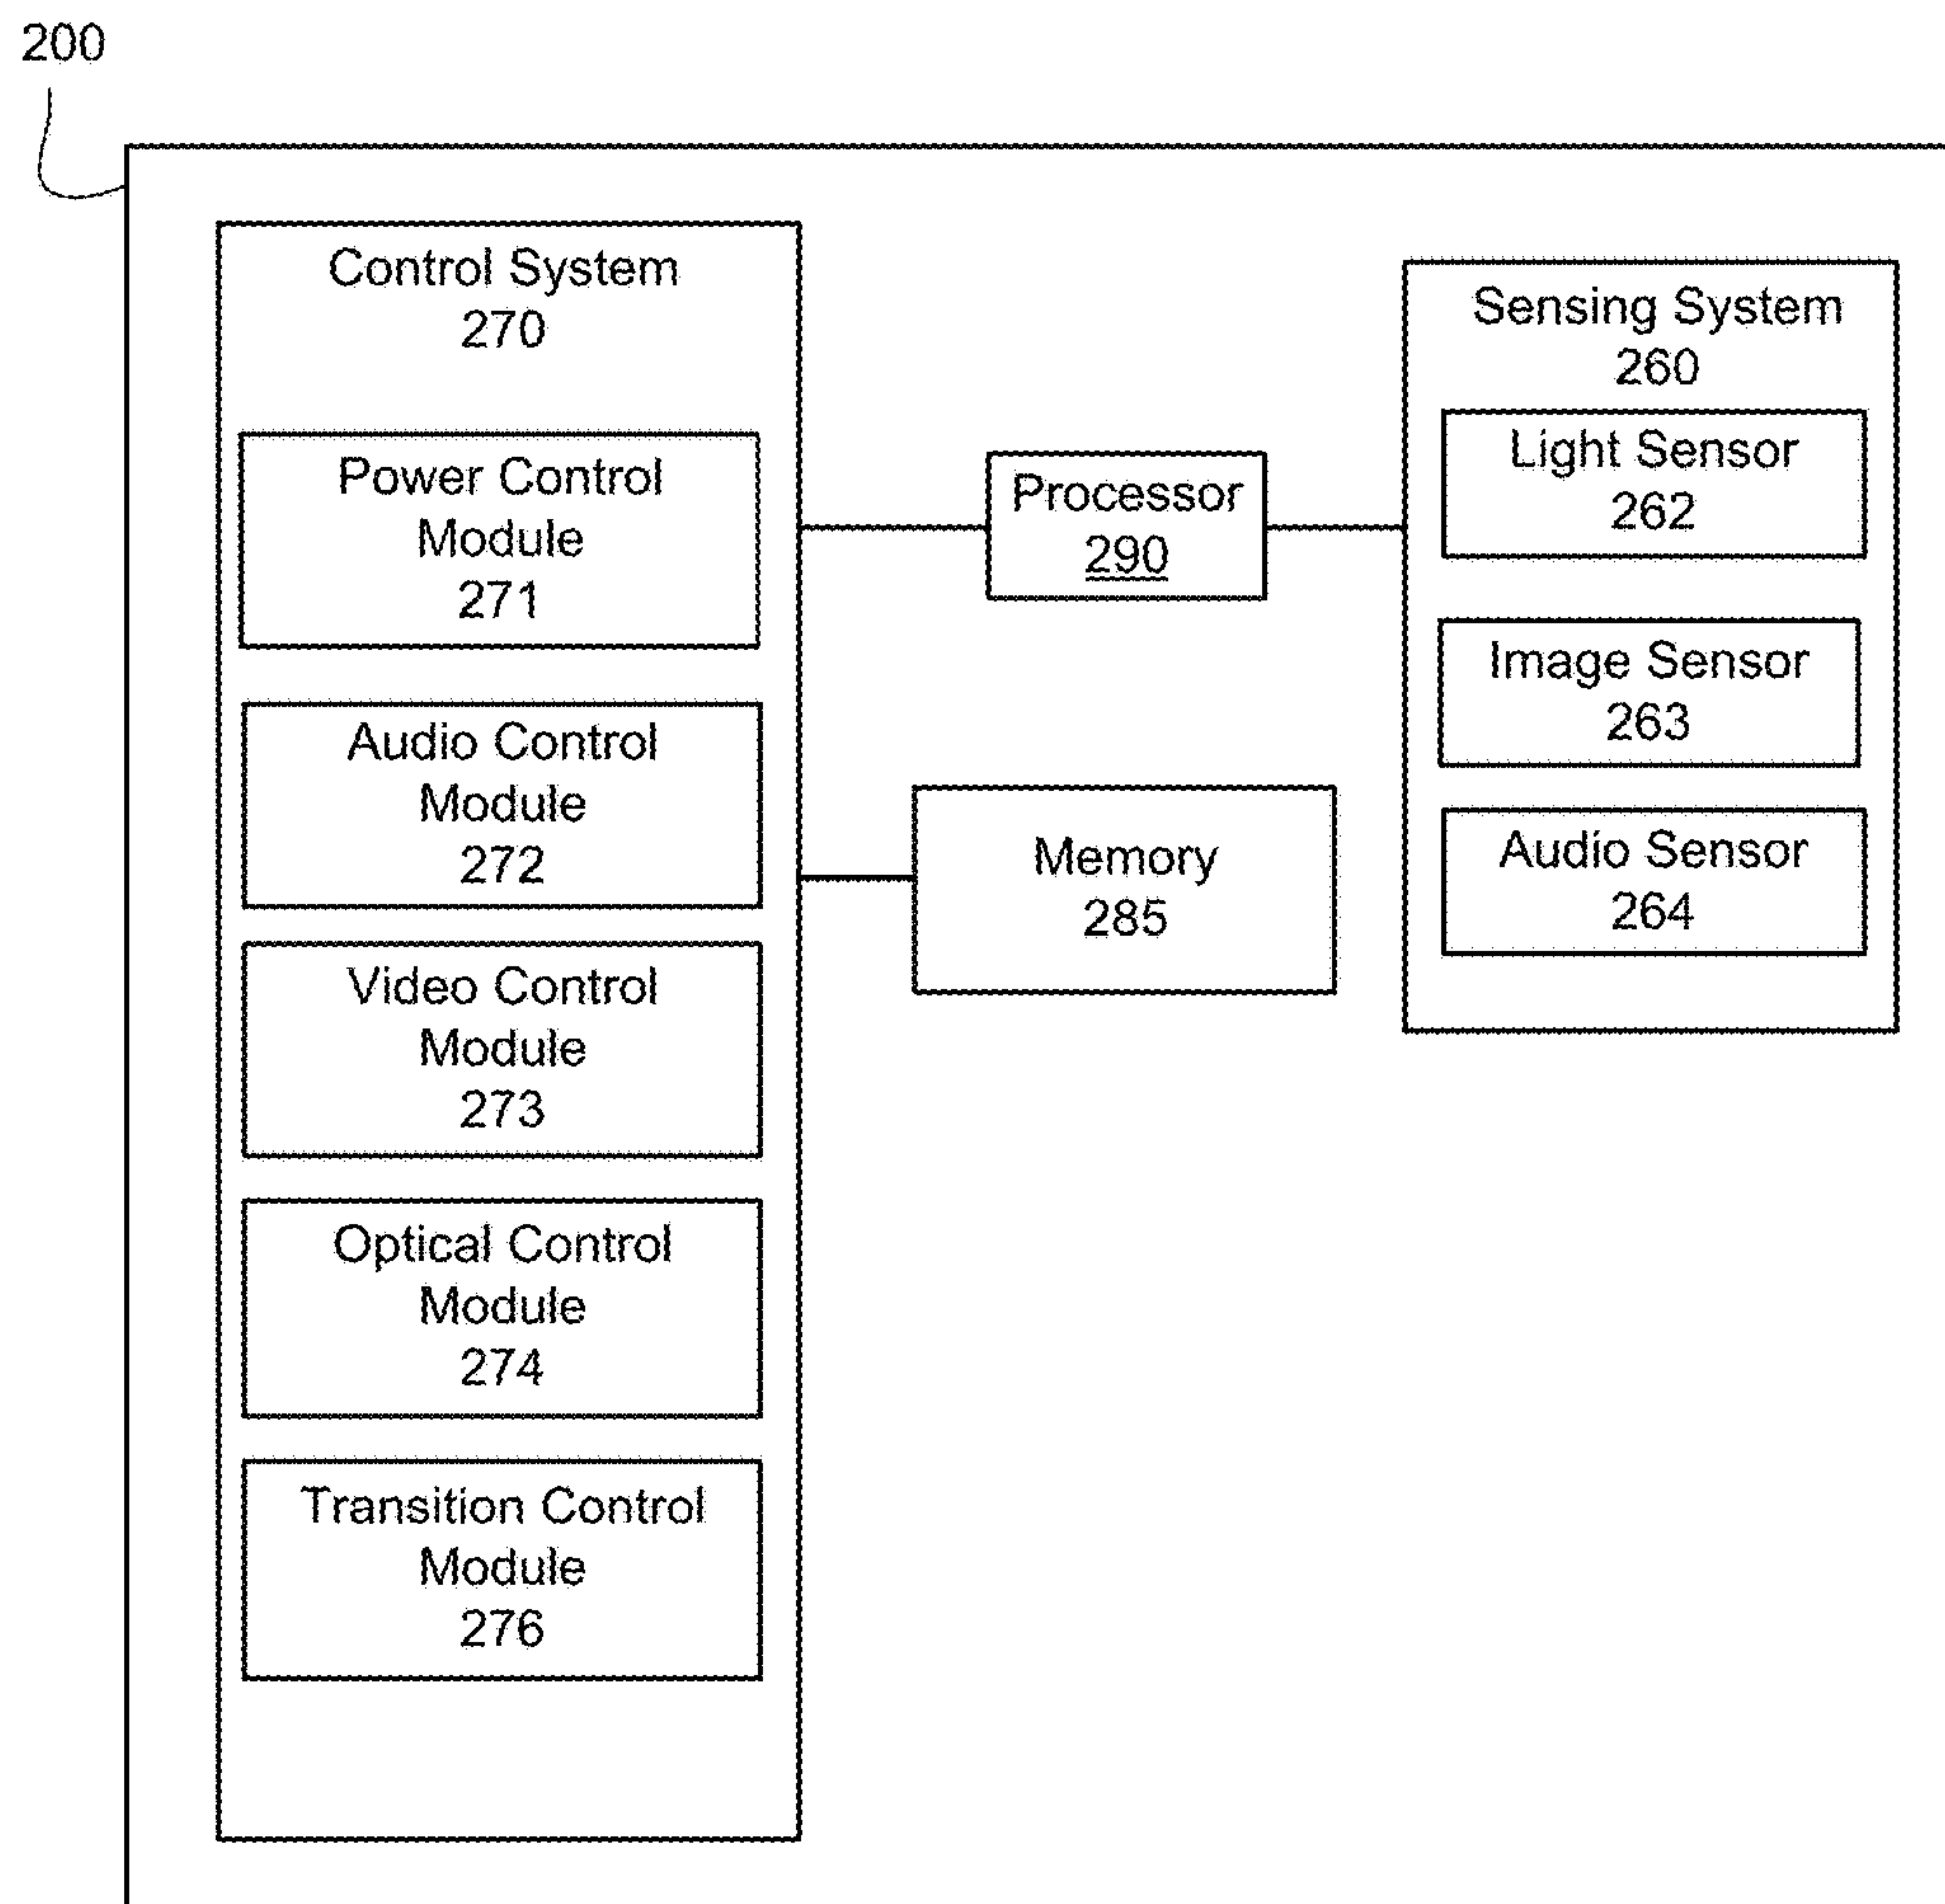 200
Control System
270
Power Control
Module
271
Audio Control
Module
272
Video Control
Module
273
Optical Control
Module
274
Transition Control
Module
276
Processor
290
Memory
285
Sensing System
260
Light Sensor
262
Image Sensor
263
Audio Sensor
264